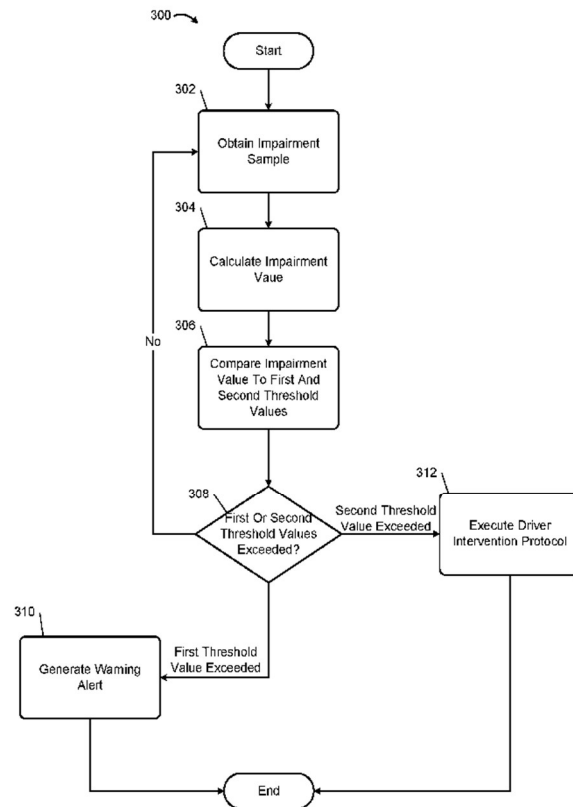 300
Start
302
Obtain Impairment
Sample
304
Calculate Impairment
Vaue
No
306
Compare Impairment
Value To First And
Second Threshold
Values
308
First Or Second
Threshold Values
Exceeded?
Second Threshold
Value Exceeded
312
Execute Driver
Intervention Protocol
310
Generate Warning
Alert
First Threshold
Value Exceeded
End